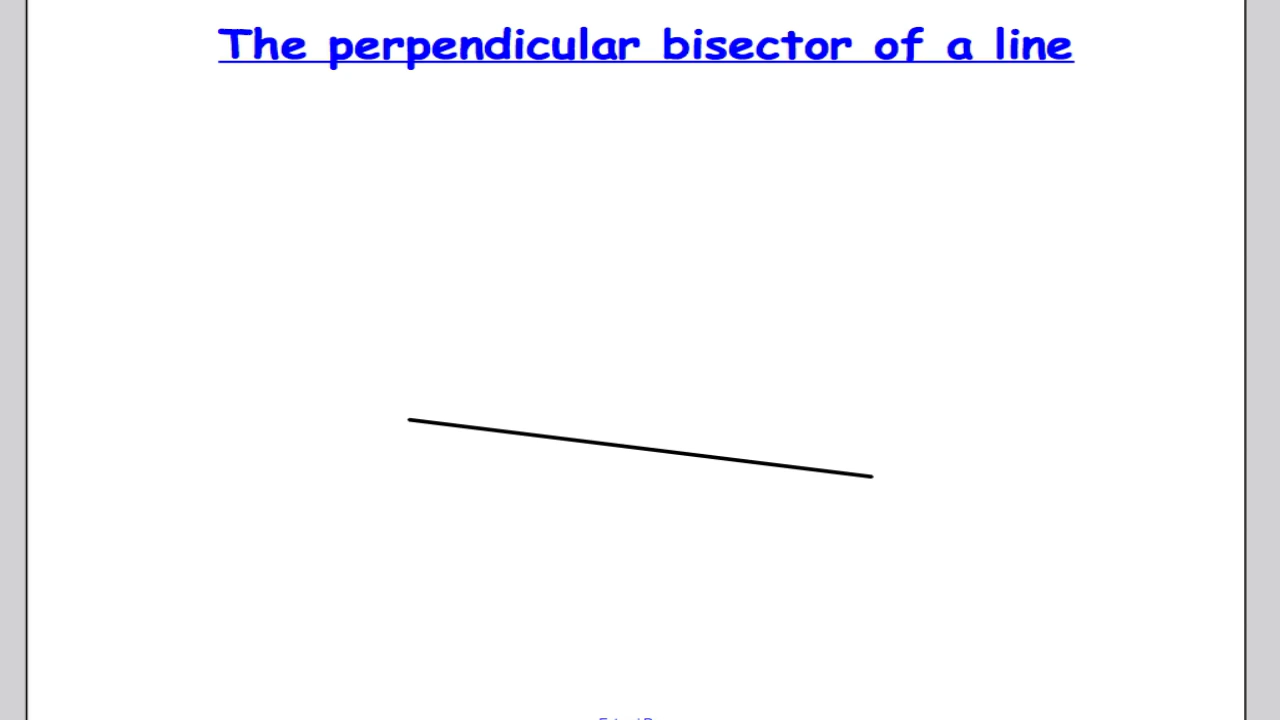 The perpendicular bisector of a line